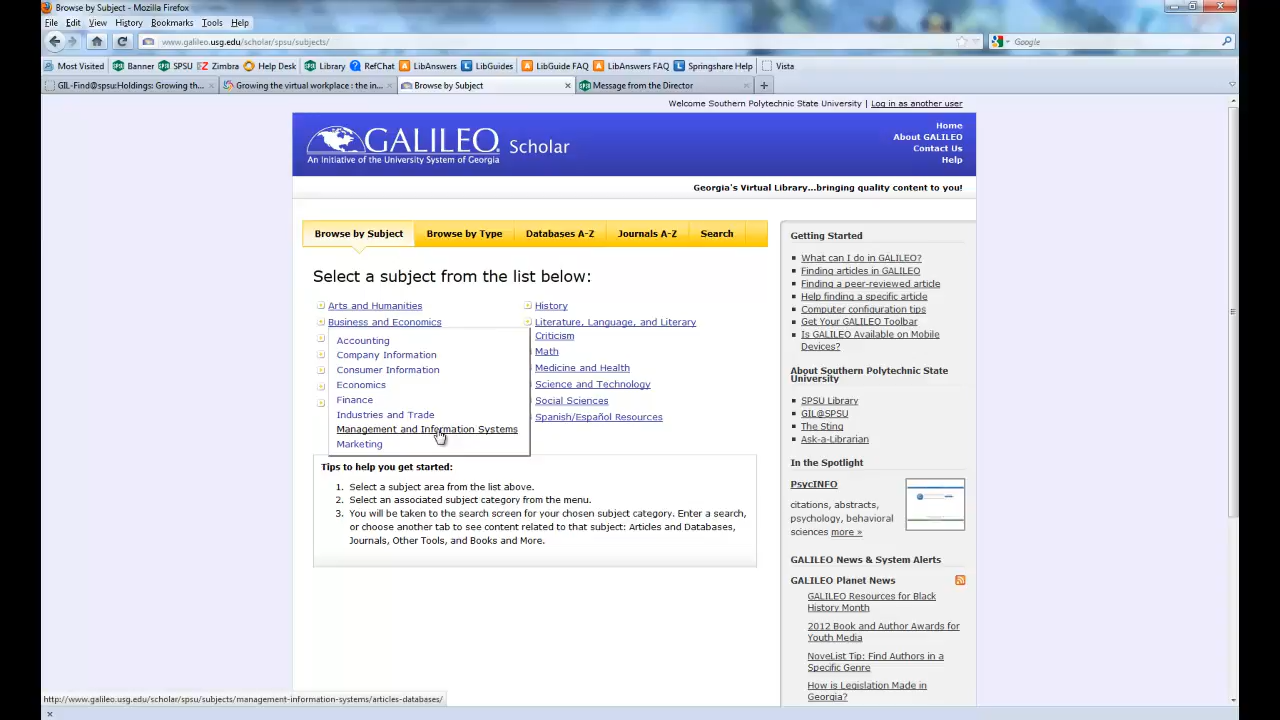 Browse by Subject - Mozilla Firefox
File Edit View History Bookmarks Tools Help
www.galileo.usg.edu/scholar/spsu/subjects/
Google
Most Visited Banner SPSU Zimbra Help Desk Library RefChat LibAnswers LibGuides LibGuide FAQ LibAnswers FAQ Springshare Help Vista
GIL-Find@spsu:Holdings: Growing th... Growing the virtual workplace : the in... Browse by Subject Message from the Director
Welcome Southern Polytechnic State University | Log in as another user
GALILEO Scholar
An Initiative of the University System of Georgia
Home
About GALILEO
Contact Us
Help
Georgia's Virtual Library...bringing quality content to you!
Browse by Subject Browse by Type Databases A-Z Journals A-Z Search
Select a subject from the list below:
Arts and Humanities
Business and Economics
Accounting
Company Information
Consumer Information
Economics
Finance
Industries and Trade
Management and Information Systems
Marketing
History
Literature, Language, and Literary
Criticism
Math
Medicine and Health
Science and Technology
Social Sciences
Spanish/Español Resources
Tips to help you get started:
1. Select a subject area from the list above.
2. Select an associated subject category from the menu.
3. You will be taken to the search screen for your chosen subject category. Enter a search,
or choose another tab to see content related to that subject: Articles and Databases,
Journals, Other Tools, and Books and More.
Getting Started
What can I do in GALILEO?
Finding articles in GALILEO
Finding a peer-reviewed article
Help finding a specific article
Computer configuration tips
Get Your GALILEO Toolbar
Is GALILEO Available on Mobile
Devices?
About Southern Polytechnic State
University
SPSU Library
GIL@SPSU
The Sting
Ask-a-Librarian
In the Spotlight
PsycINFO
citations, abstracts,
psychology, behavioral
sciences more »
GALILEO News & System Alerts
GALILEO Planet News
GALILEO Resources for Black
History Month
2012 Book and Author Awards for
Youth Media
NoveList Tip: Find Authors in a
Specific Genre
How is Legislation Made in
Georgia?
http://www.galileo.usg.edu/scholar/spsu/subjects/management-information-systems/articles-databases/